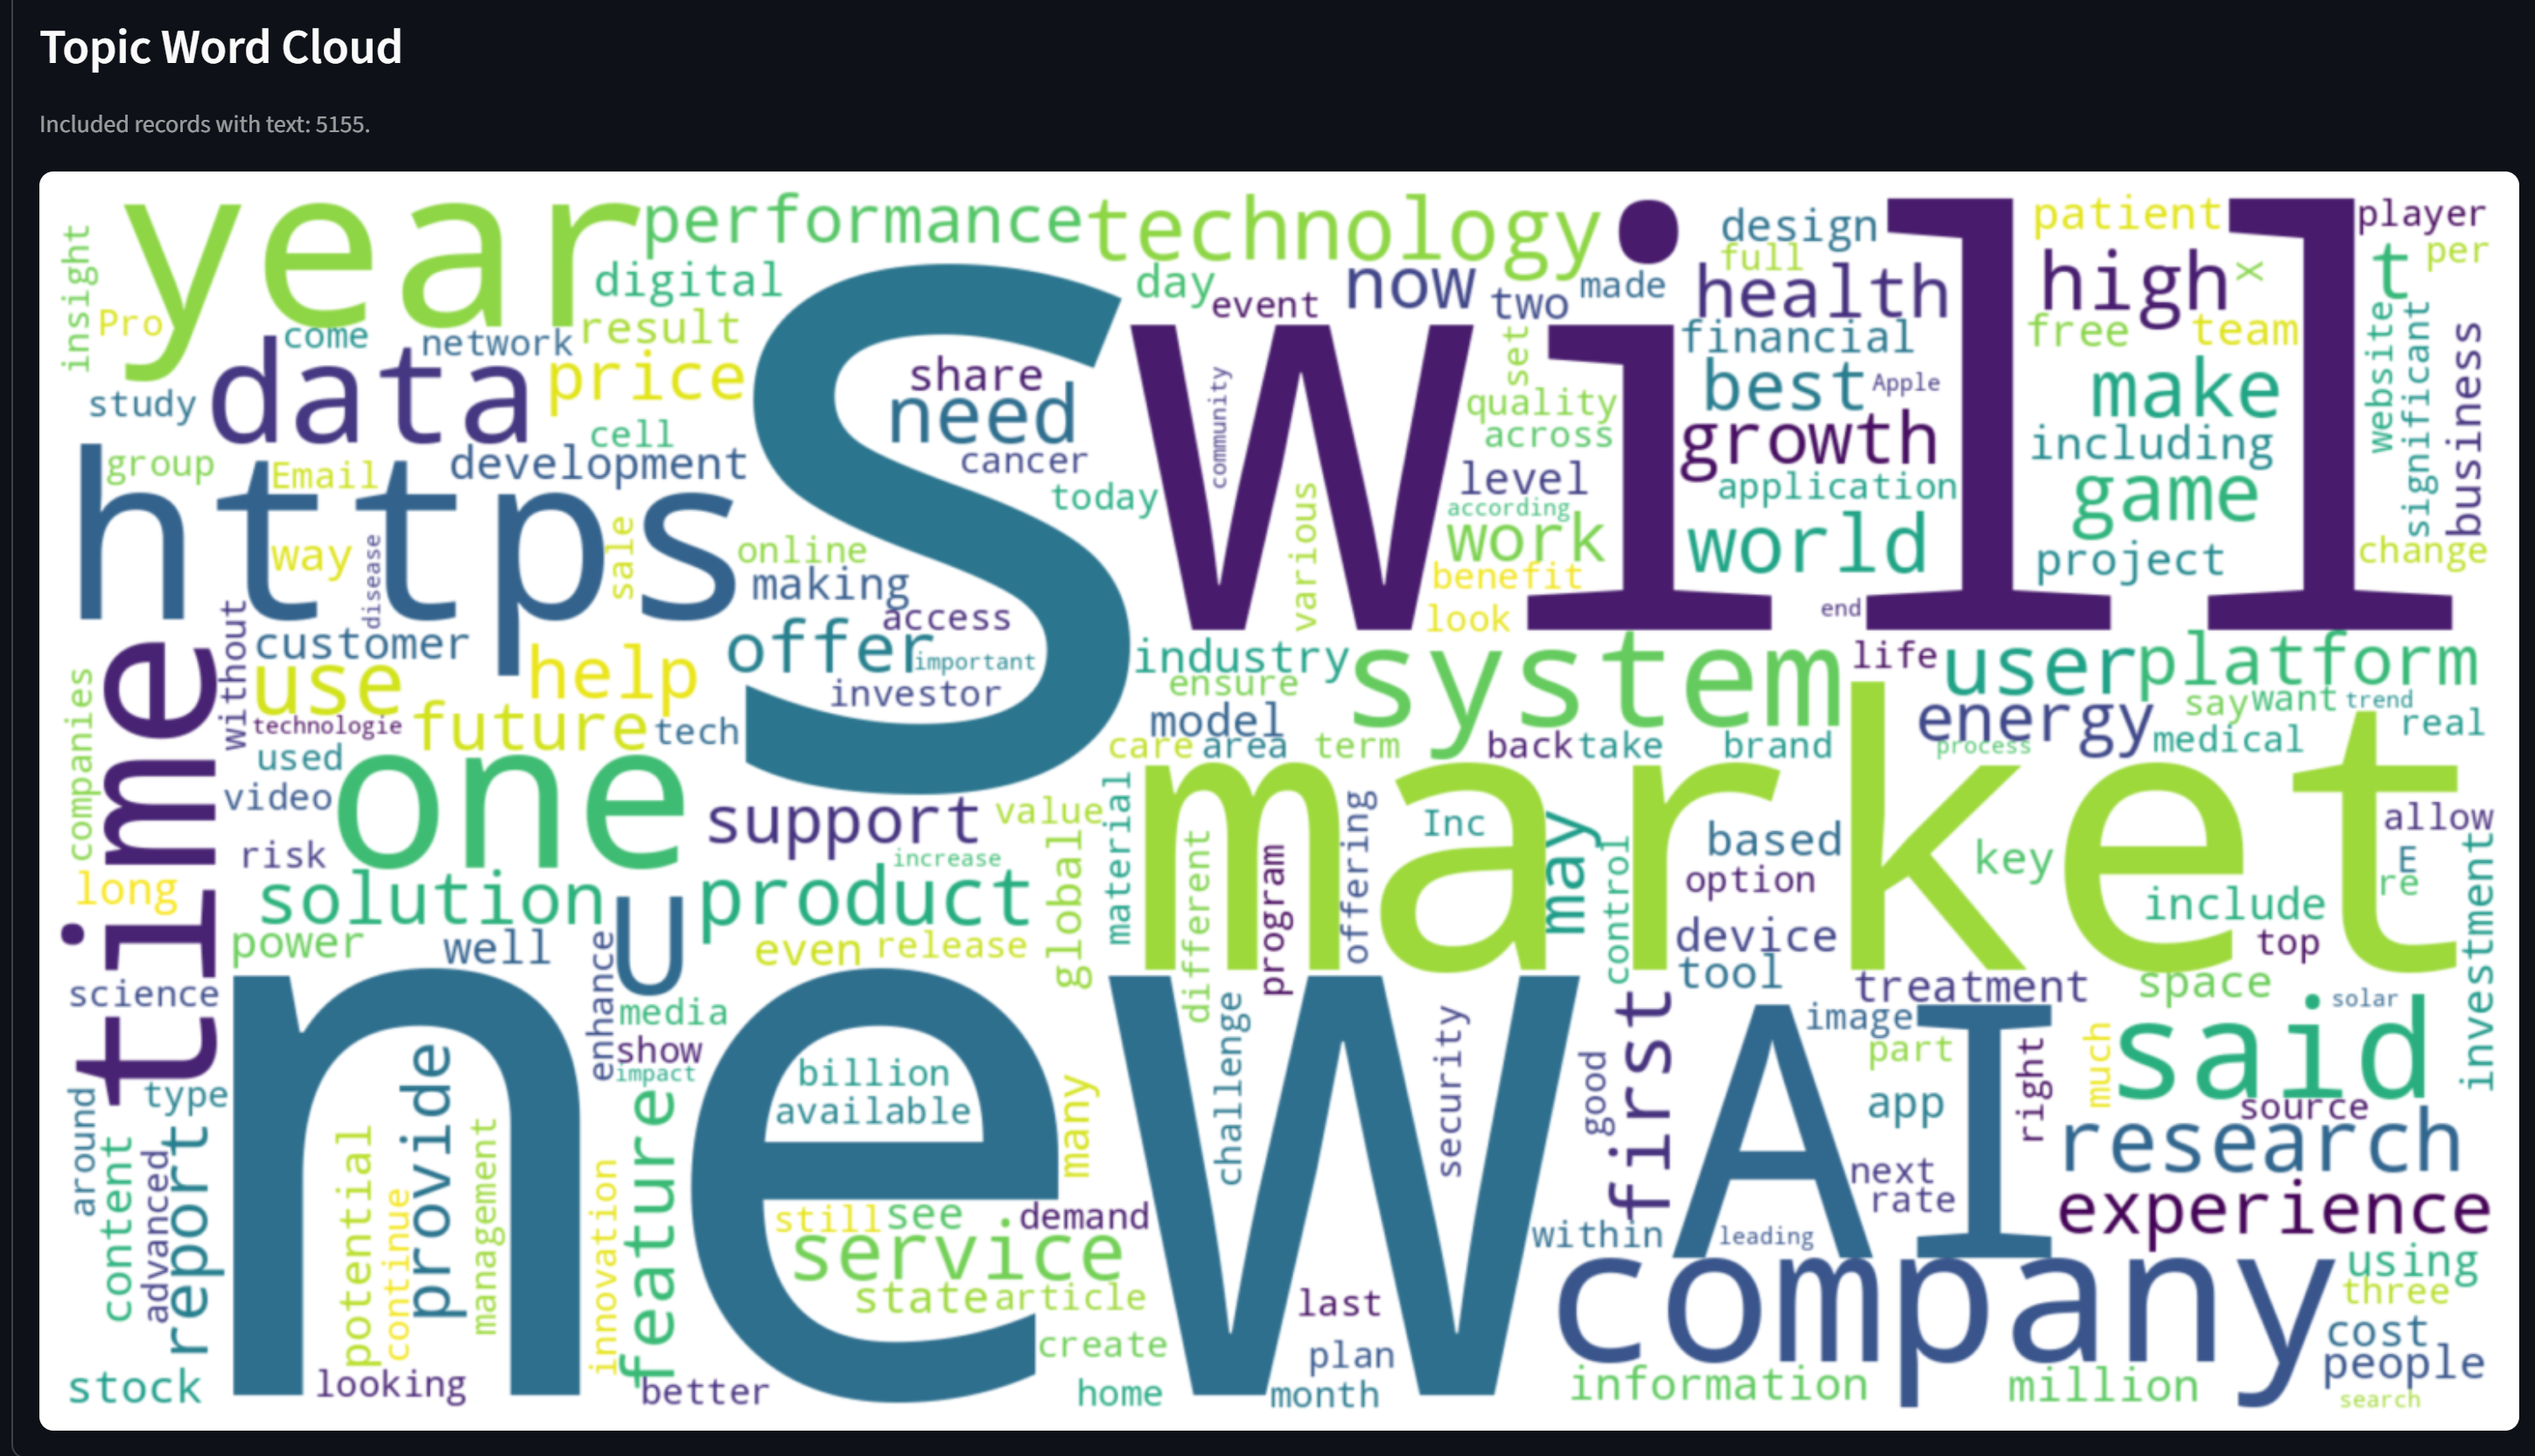 Topic Word Cloud
Included records with text: 5155.
year
performance
technology
design
patient
player
insight
digital
day
full
high
x
t
per
Pro
event
now
two
made
health
come
network
result
set
financial
free
team
website
significant
business
study
data
price
share
need
community
quality
best
Apple
make
cell
across
growth
including
group
Email
development
cancer
level
application
game
https
s
will
today
according
various
work
world
project
change
way
disease
sale
online
making
benefit
look
end
access
without
customer
offer
important
industry
system
life
user
platform
time
companies
use
help
investor
ensure
say
want
trend
technologie
future
tech
model
energy
real
used
care
area
term
back
take
brand
process
medical
video
one
support
value
material
market
offering
Inc
may
based
allow
risk
increase
global
different
program
control
option
key
E
re
long
solution
product
include
investment
power
well
U
even
release
device
top
tool
science
enhance
media
treatment
space
new
show
impact
billion
available
many
challenge
security
good
first
AI
image
part
right
much
said
solar
around
type
provide
app
source
content
advanced
report
potential
continue
management
innovation
feature
next
rate
research
still
see
demand
within
leading
experience
service
company
using
state
article
last
three
create
plan
cost
people
stock
looking
better
home
month
information
million
search